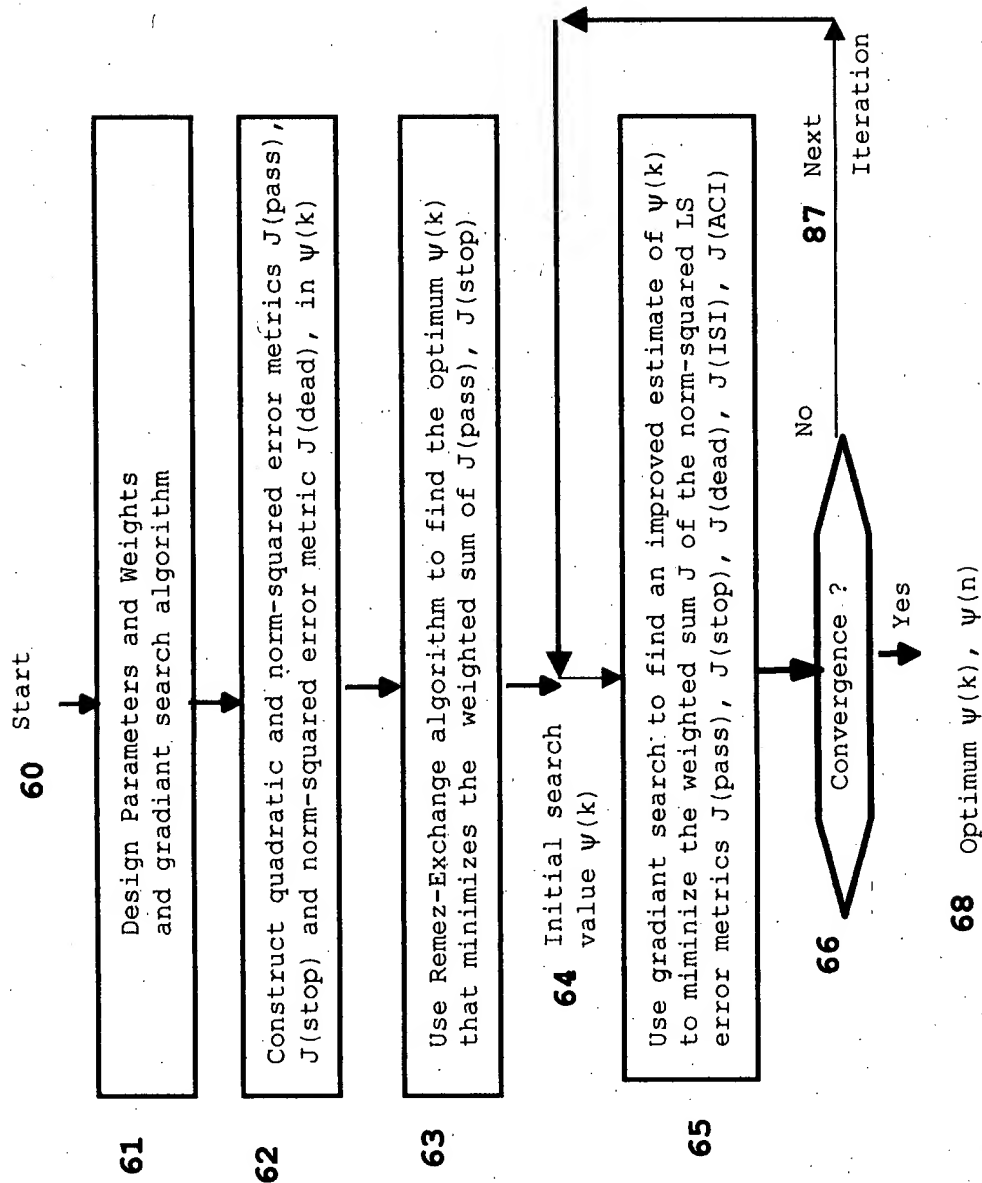 60 Start
61
Design Parameters and Weights
and gradiant search algorithm
62
Construct quadratic and norm-squared error metrics J(pass),
J(stop) and norm-squared error metric J(dead), in ψ(k)
63
Use Remez-Exchange algorithm to find the optimum ψ(k)
that minimizes the weighted sum of J(pass), J(stop)
64 Initial search
value ψ(k)
65
Use gradiant search to find an improved estimate of ψ(k)
to miminize the weighted sum J of the norm-squared LS
error metrics J(pass), J(stop), J(dead), J(ISI), J(ACI)
66
Convergence ?
No
87 Next
Iteration
Yes
68 Optimum ψ(k), ψ(n)